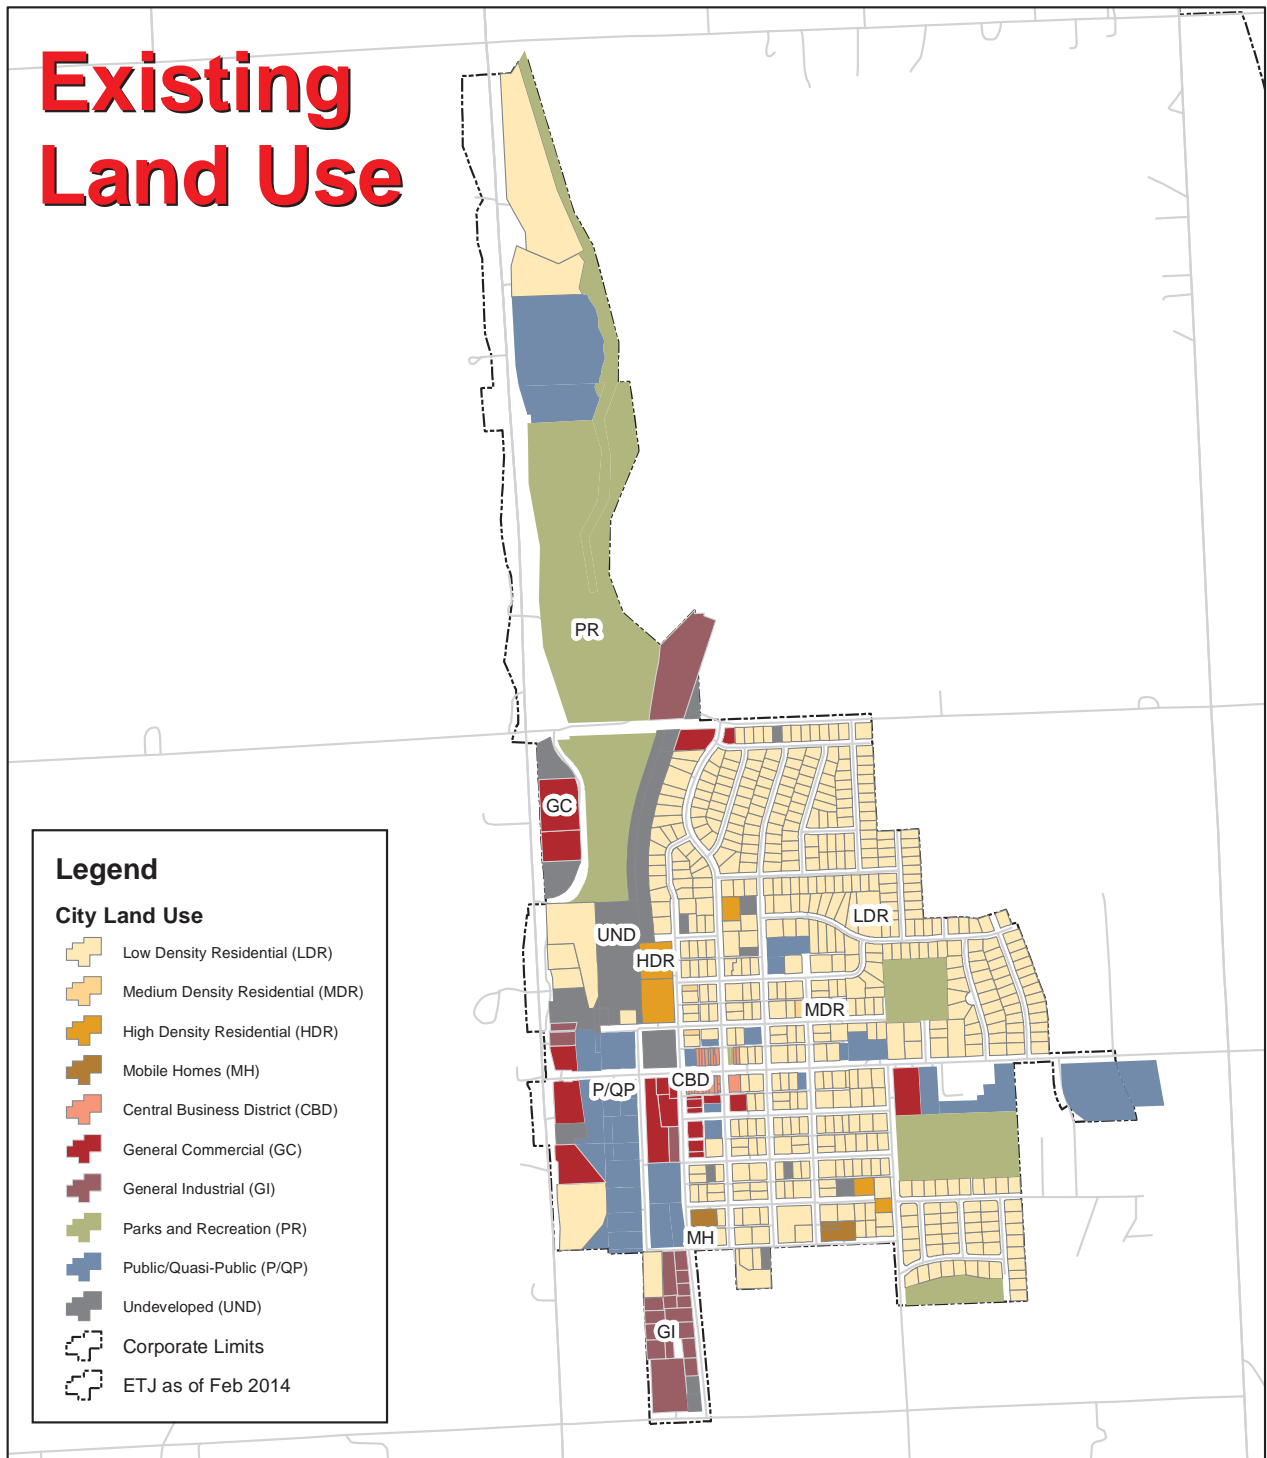 Existing
Land Use
PR
GC
LDR
UND
HDR
MDR
CBD
P/QP
MH
GI
Legend
City Land Use
Low Density Residential (LDR)
Medium Density Residential (MDR)
High Density Residential (HDR)
Mobile Homes (MH)
Central Business District (CBD)
General Commercial (GC)
General Industrial (GI)
Parks and Recreation (PR)
Public/Quasi-Public (P/QP)
Undeveloped (UND)
Corporate Limits
ETJ as of Feb 2014